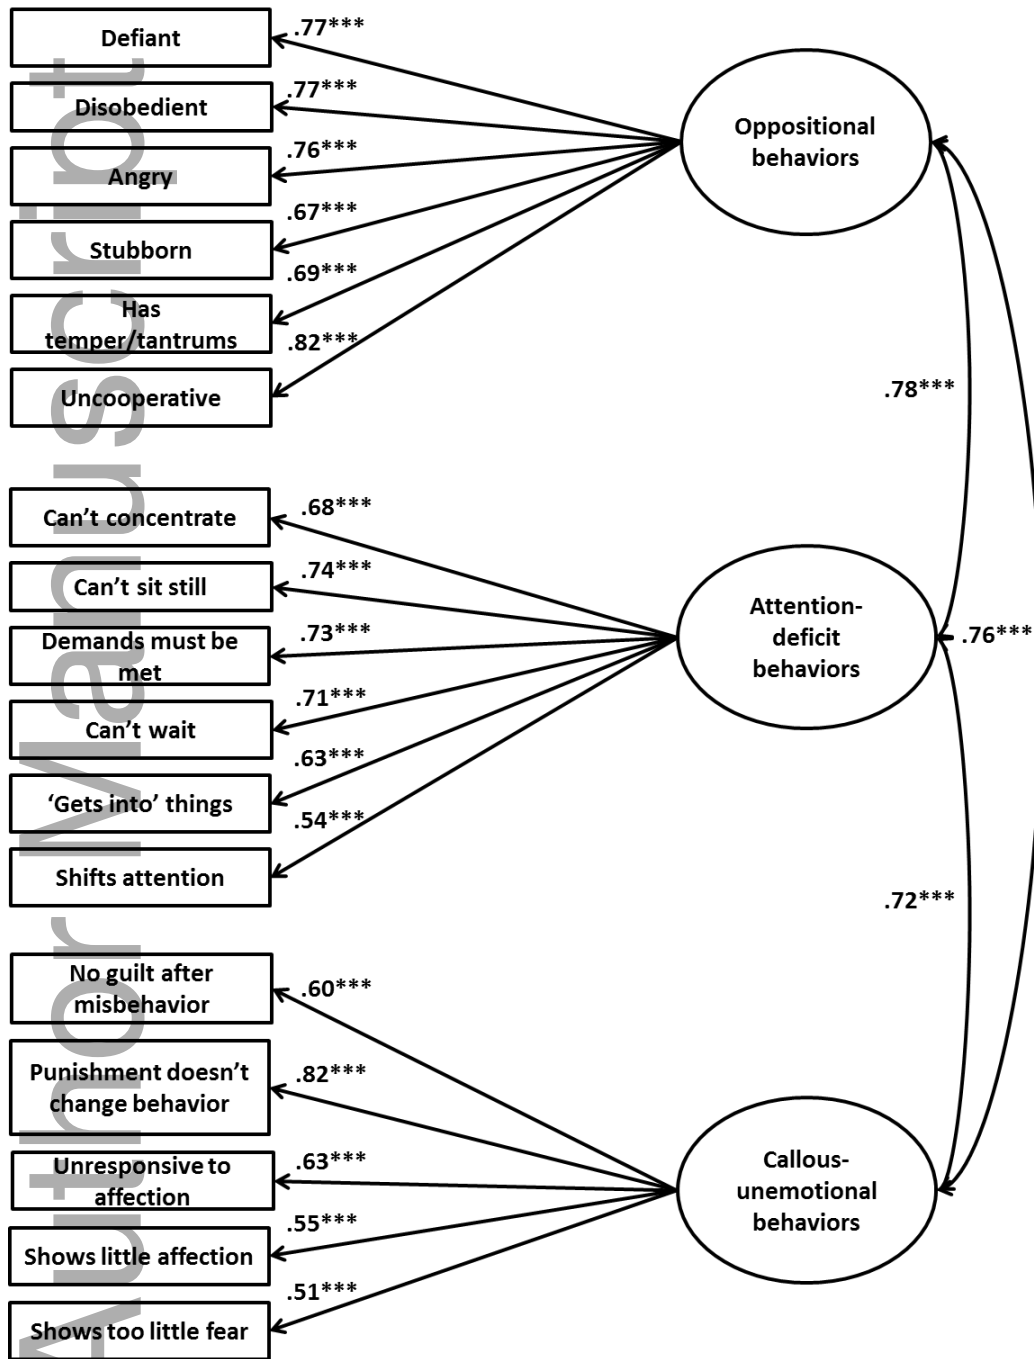 Defiant
.77***
Disobedient
.77***
Angry
.76***
Stubborn
.67***
Has
temper/tantrums
.69***
Uncooperative
.82***
Oppositional
behaviors
.78***
Can't concentrate
.68***
Can't sit still
.74***
Demands must be
met
.73***
Can't wait
.71***
‘Gets into’ things
.63***
Shifts attention
.54***
Attention-
deficit
behaviors
.76***
.72***
No guilt after
misbehavior
.60***
Punishment doesn't
change behavior
.82***
Unresponsive to
affection
.63***
Shows little affection
.55***
Shows too little fear
.51***
Callous-
unemotional
behaviors
Author Manuscript